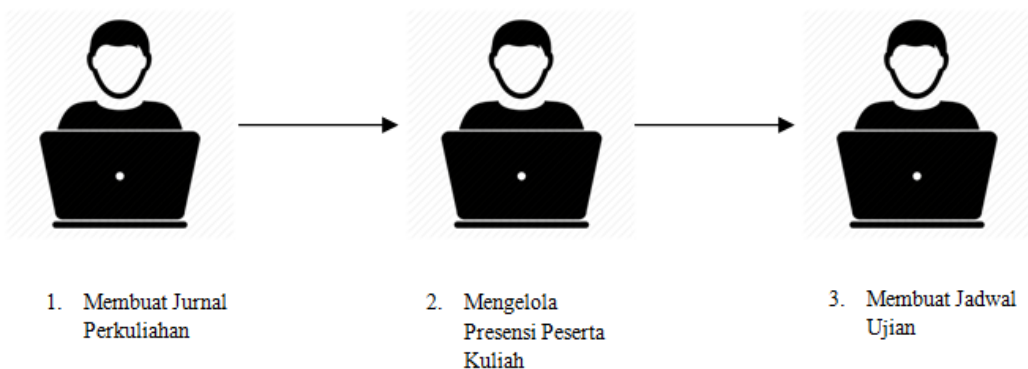 1. Membuat Jurnal
Perkuliahan
2. Mengelola
Presensi Peserta
Kuliah
3. Membuat Jadwal
Ujian